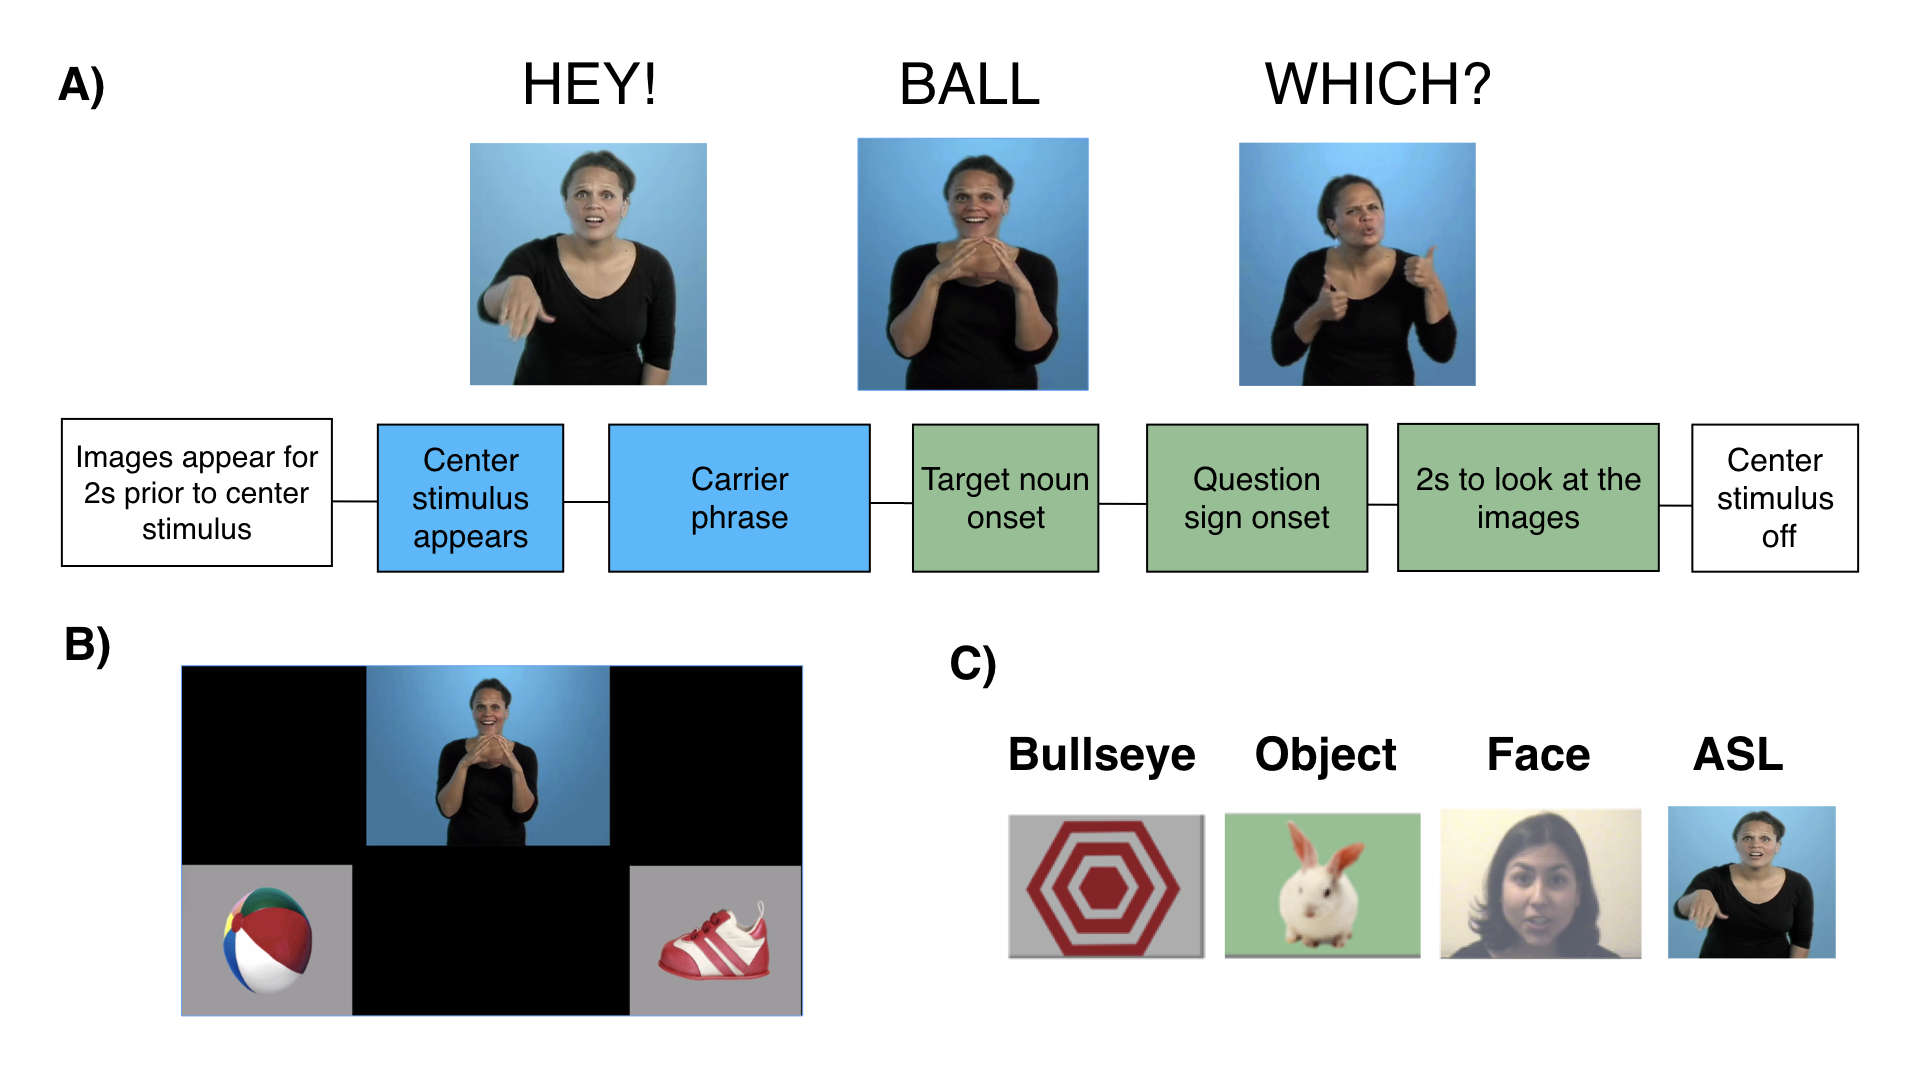 A)
HEY!
BALL
WHICH?
Images appear for
2s prior to center
stimulus
Center
stimulus
appears
Carrier
phrase
Target noun
onset
Question
sign onset
2s to look at the
images
Center
stimulus
off
B)
C)
Bullseye
Object
Face
ASL